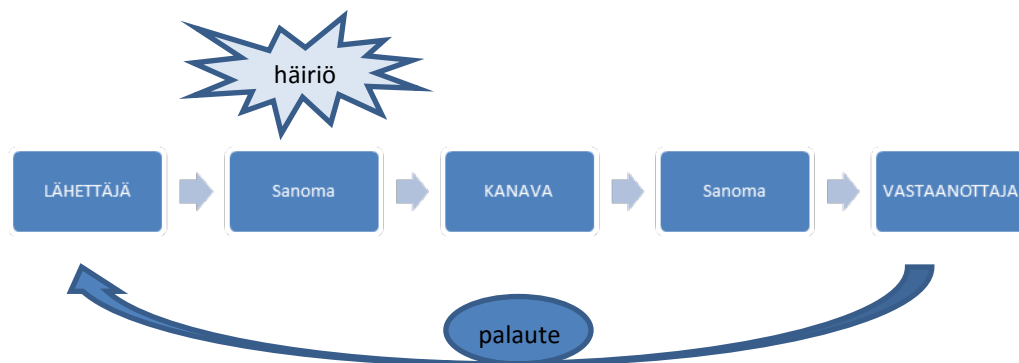 häiriö
LÄHETTÄJÄ
Sanoma
KANAVA
Sanoma
VASTAANOTTAJA
palaute